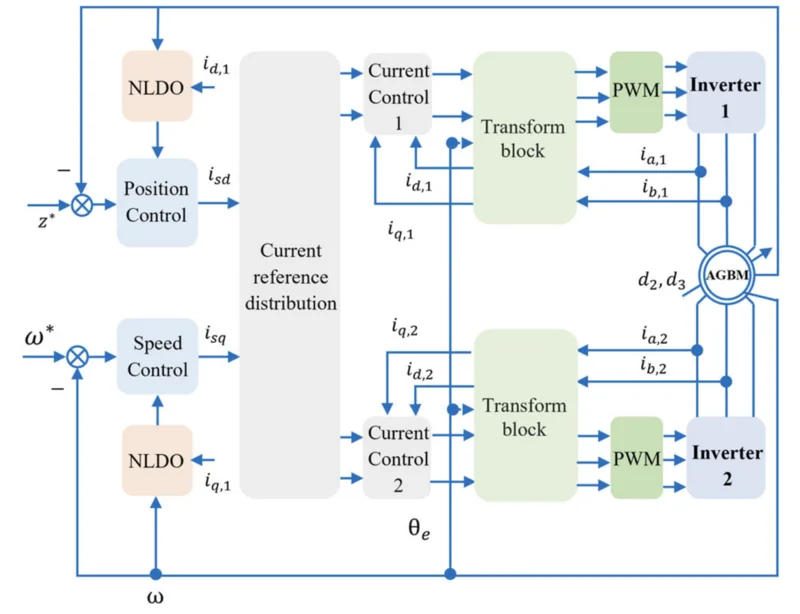 NLDO
i_{d,1}
Current
Control
1
Transform
block
PWM
Inverter
1
−
Position
Control
i_{sd}
z*
i_{d,1}
i_{q,1}
i_{a,1}
i_{b,1}
Current
reference
distribution
d_2, d_3
AGBM
ω*
Speed
Control
i_{sq}
−
i_{q,2}
i_{d,2}
i_{a,2}
i_{b,2}
Transform
block
NLDO
i_{q,1}
Current
Control
2
PWM
Inverter
2
θ_e
ω